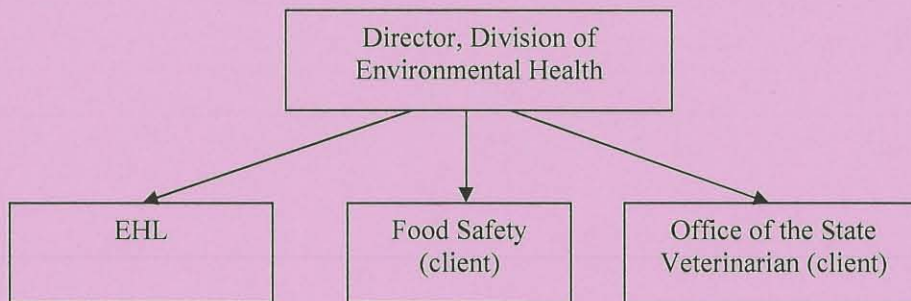 Director, Division of
Environmental Health
EHL
Food Safety
(client)
Office of the State
Veterinarian (client)